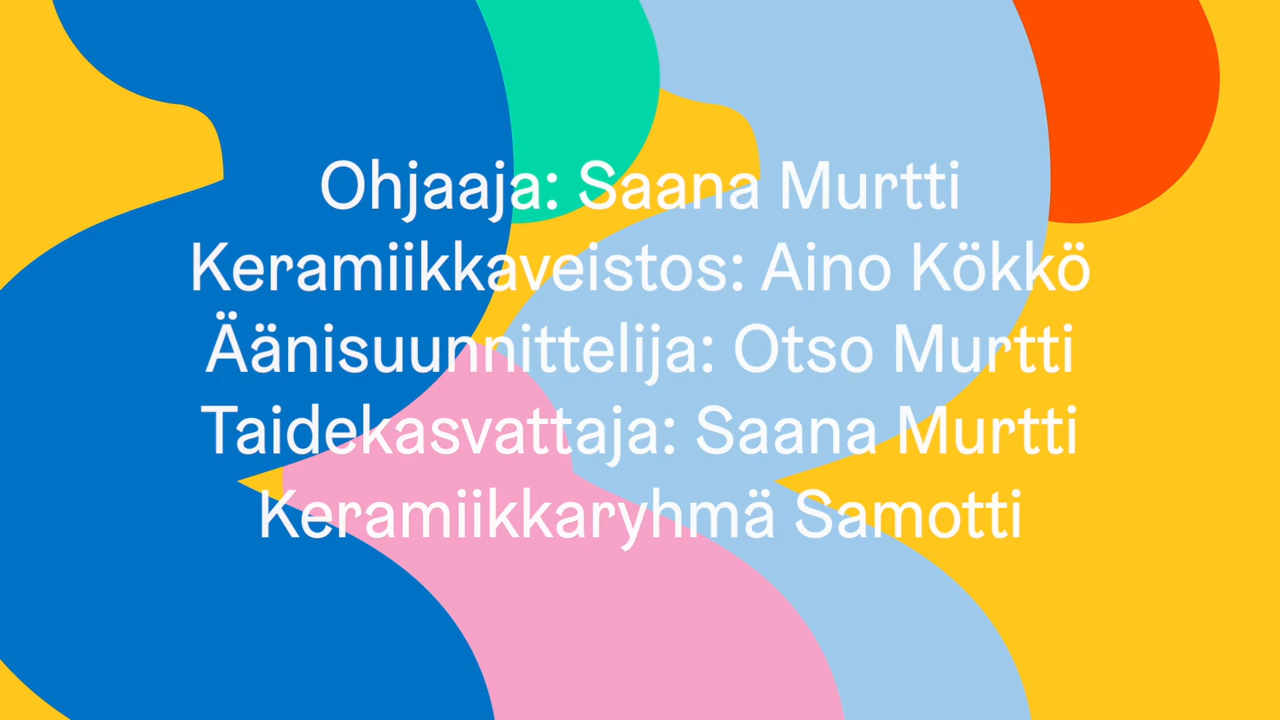 Ohjaaja: Saana Murtti
Keramiikkaveistos: Aino Kökkö
Äänisuunnittelija: Otso Murtti
Taidekasvattaja: Saana Murtti
Keramiikkaryhmä Samotti